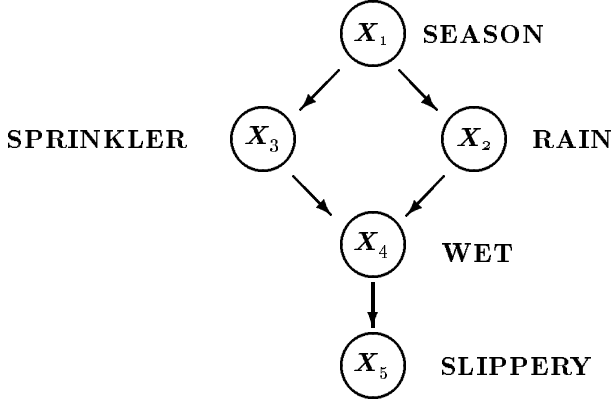 X₁ SEASON
SPRINKLER X₃ X₂ RAIN
X₄ WET
X₅ SLIPPERY